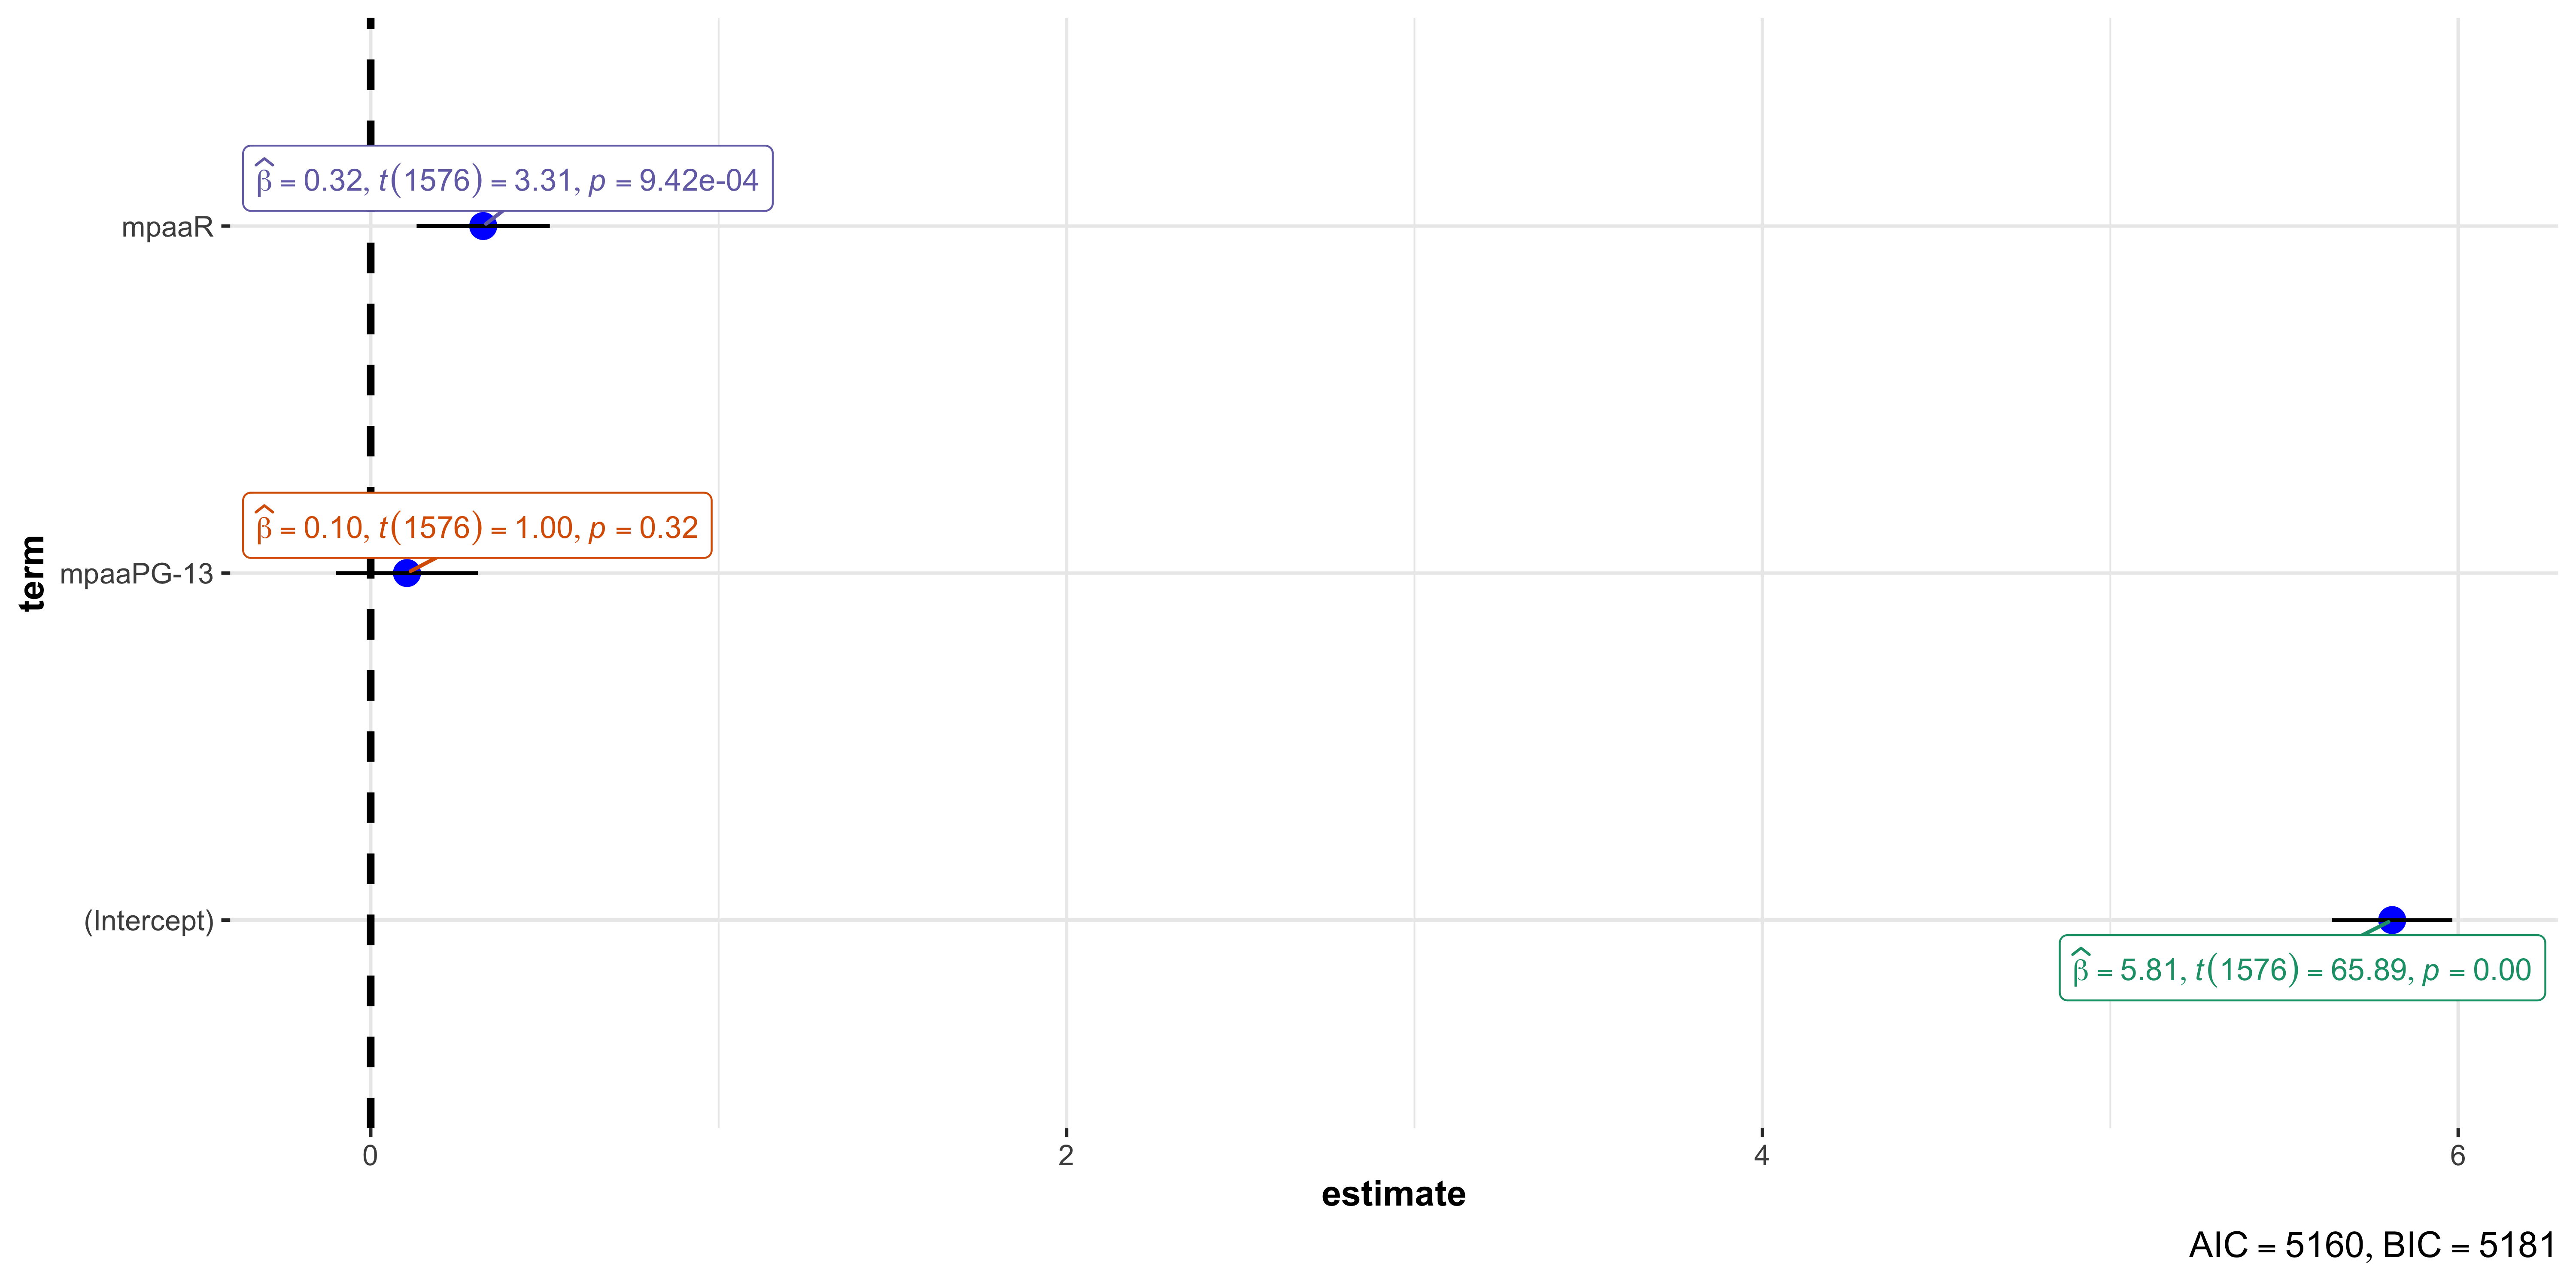 β̂ = 0.32, t(1576) = 3.31, p = 9.42e-04
mpaaR
β̂ = 0.10, t(1576) = 1.00, p = 0.32
mpaaPG-13
term
(Intercept)
β̂ = 5.81, t(1576) = 65.89, p = 0.00
0 2 4 6
estimate
AIC = 5160, BIC = 5181